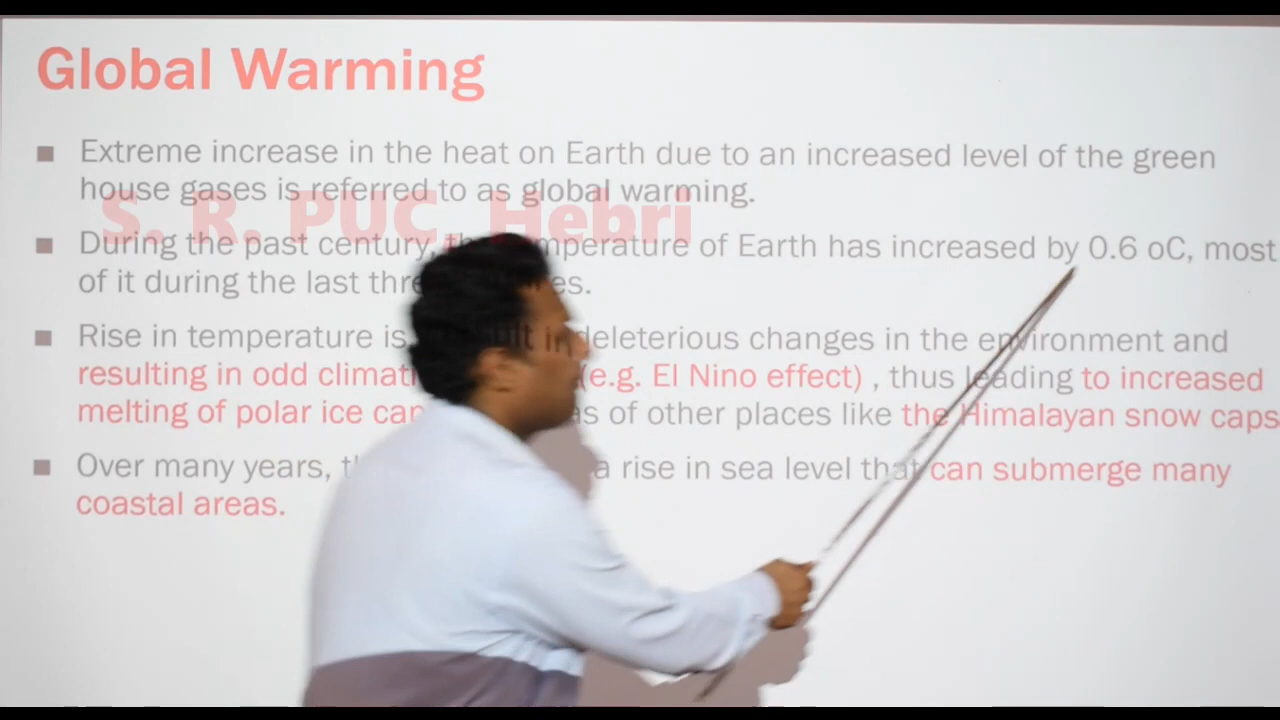 Global Warming
■ Extreme increase in the heat on Earth due to an increased level of the green
house gases is referred to as global warming.
S. R. PUC, Hebri
■ During the past century, mperature of Earth has increased by 0.6 oC, most
of it during the last thre es.
■ Rise in temperature is in deleterious changes in the environment and
resulting in odd climati (e.g. El Nino effect) , thus leading to increased
melting of polar ice cap as of other places like the Himalayan snow caps
■ Over many years, a rise in sea level that can submerge many
coastal areas.